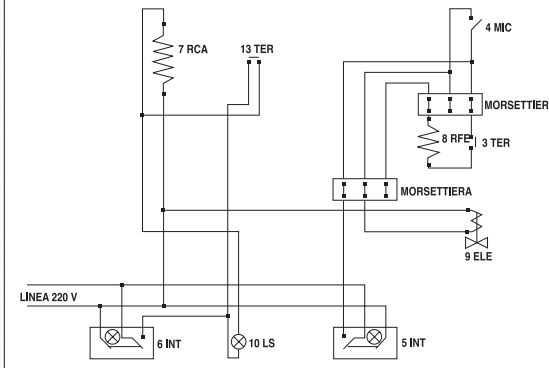 4 MIC
7 RCA
13 TER
MORSETTIER
8 RFE
3 TER
MORSETTIERA
9 ELE
LINEA 220 V
6 INT
10 LS
5 INT